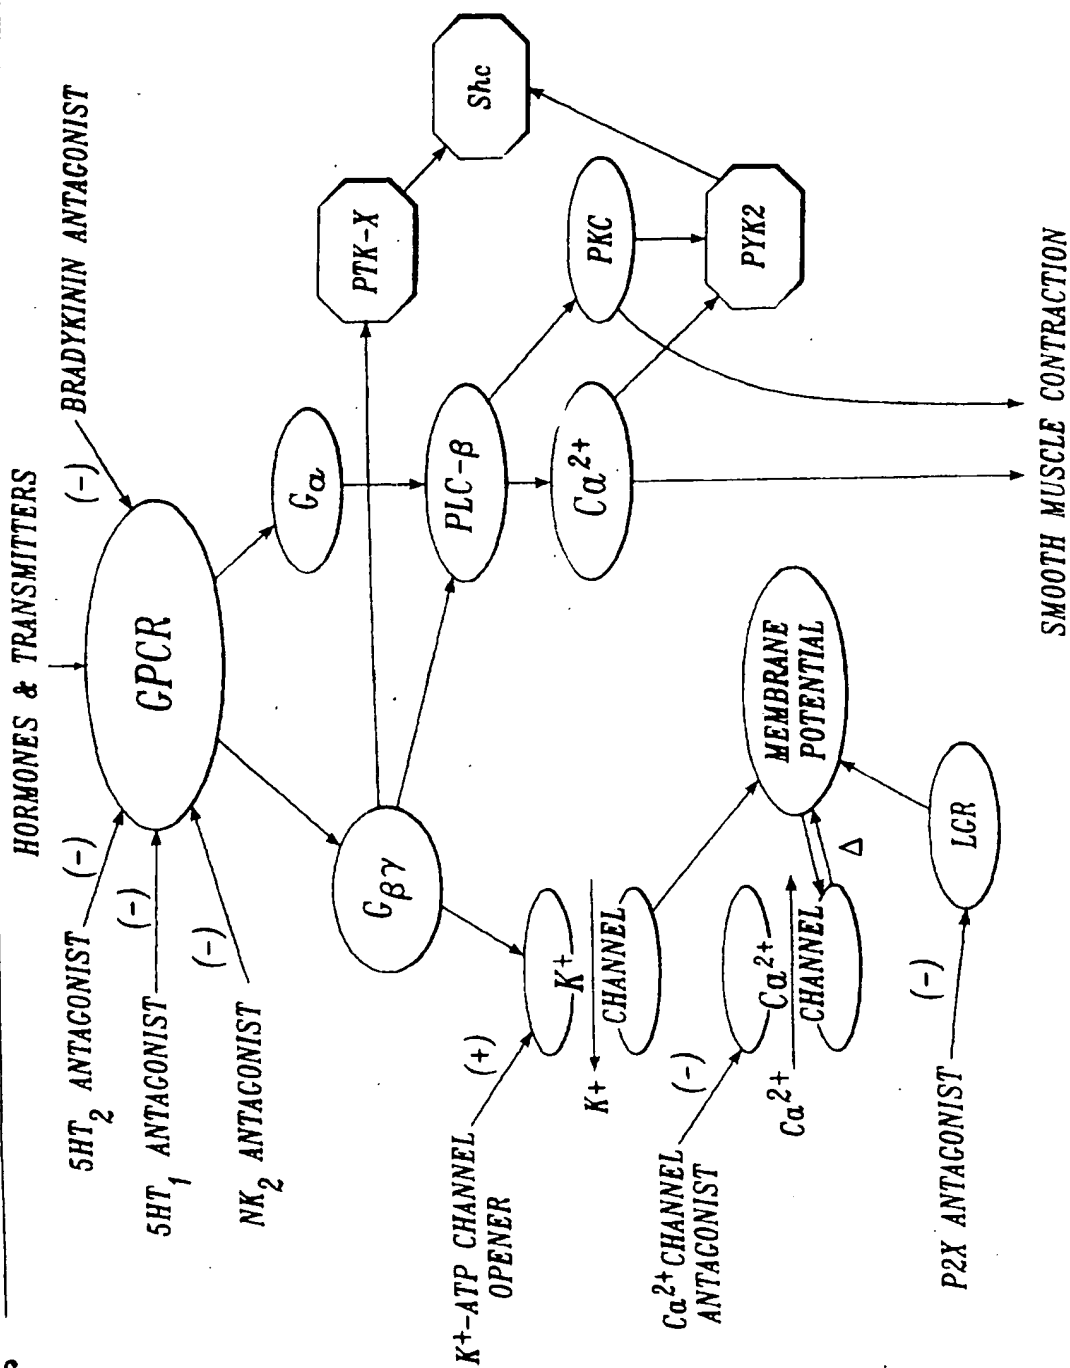 HORMONES & TRANSMITTERS
5HT2 ANTAGONIST
(-)
5HT1 ANTAGONIST
(-)
NK2 ANTAGONIST
(-)
BRADYKININ ANTAGONIST
(-)
GPCR
Gα
Gβγ
PTK-X
Shc
PLC-β
PKC
Ca2+
PYK2
K+-ATP CHANNEL
OPENER
(+)
K+
CHANNEL
K+
Ca2+ CHANNEL
ANTAGONIST
(-)
Ca2+
CHANNEL
Ca2+
Δ
MEMBRANE
POTENTIAL
LGR
P2X ANTAGONIST
(-)
SMOOTH MUSCLE CONTRACTION